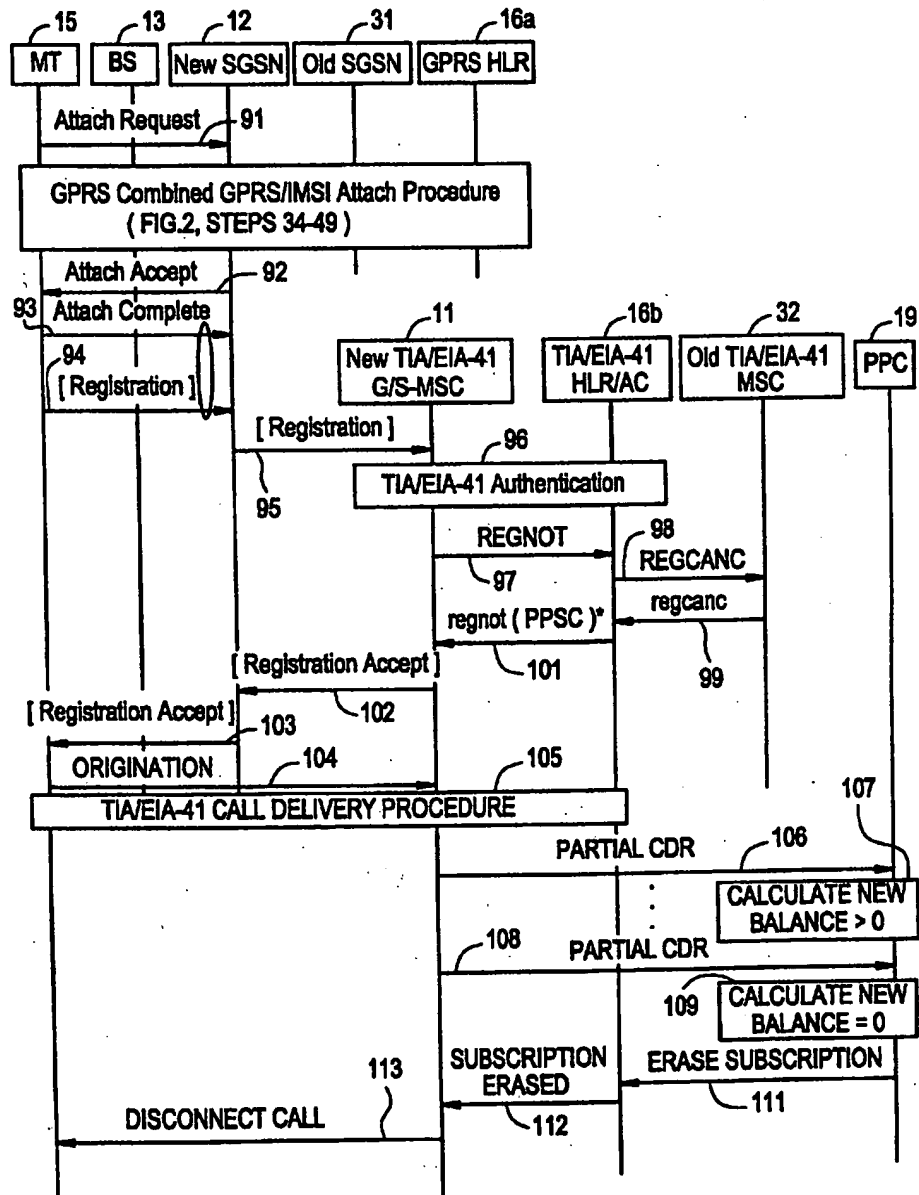 15 13 12 31 16a
MT BS New SGSN Old SGSN GPRS HLR
Attach Request 91
GPRS Combined GPRS/IMSI Attach Procedure
( FIG.2, STEPS 34-49 )
Attach Accept 92
93 Attach Complete
11 16b 32 19
New TIA/EIA-41 G/S-MSC
TIA/EIA-41 HLR/AC
Old TIA/EIA-41 MSC
PPC
94
[ Registration ]
[ Registration ]
95
96
TIA/EIA-41 Authentication
REGNOT
97
98
REGCANC
regcanc
99
regnot ( PPSC )*
101
[ Registration Accept ]
102
[ Registration Accept ]
103
ORIGINATION 104 105
TIA/EIA-41 CALL DELIVERY PROCEDURE
107
PARTIAL CDR 106
CALCULATE NEW
BALANCE > 0
108 PARTIAL CDR
109
CALCULATE NEW
BALANCE = 0
SUBSCRIPTION
ERASED
112
ERASE SUBSCRIPTION
111
113
DISCONNECT CALL